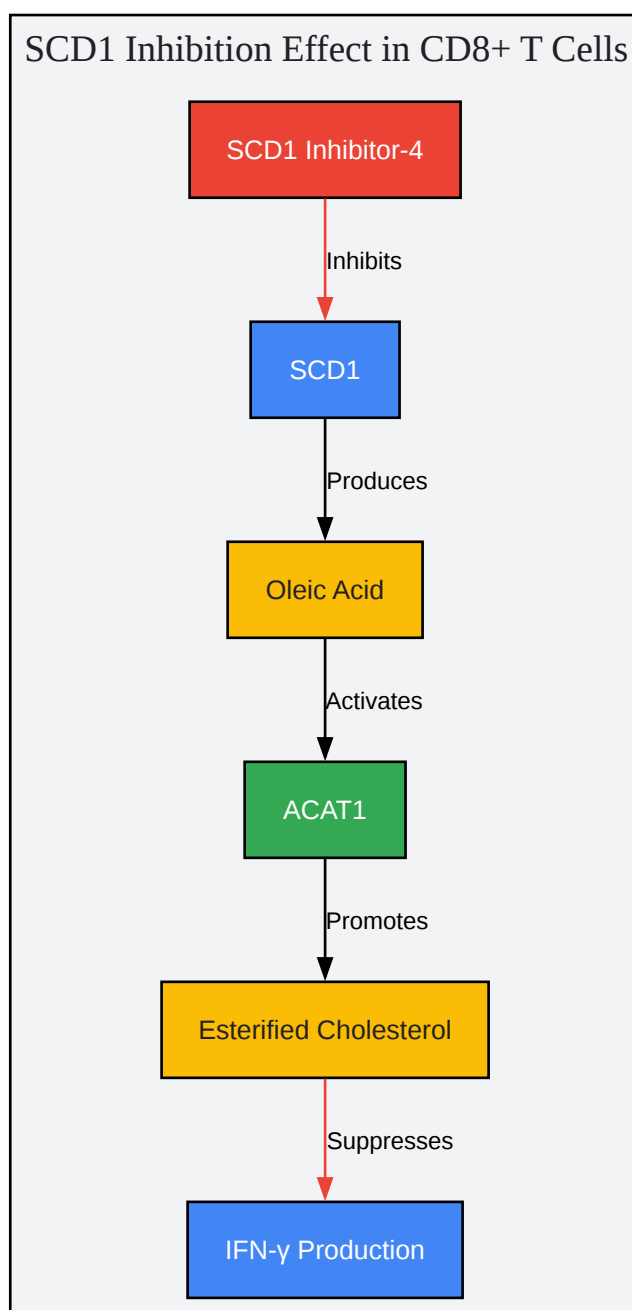 SCD1 Inhibition Effect in CD8+ T Cells
SCD1 Inhibitor-4
Inhibits
SCD1
Produces
Oleic Acid
Activates
ACAT1
Promotes
Esterified Cholesterol
Suppresses
IFN-γ Production